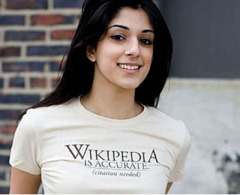 WIKIPEDIA
IS ACCURATE.
(citation needed)